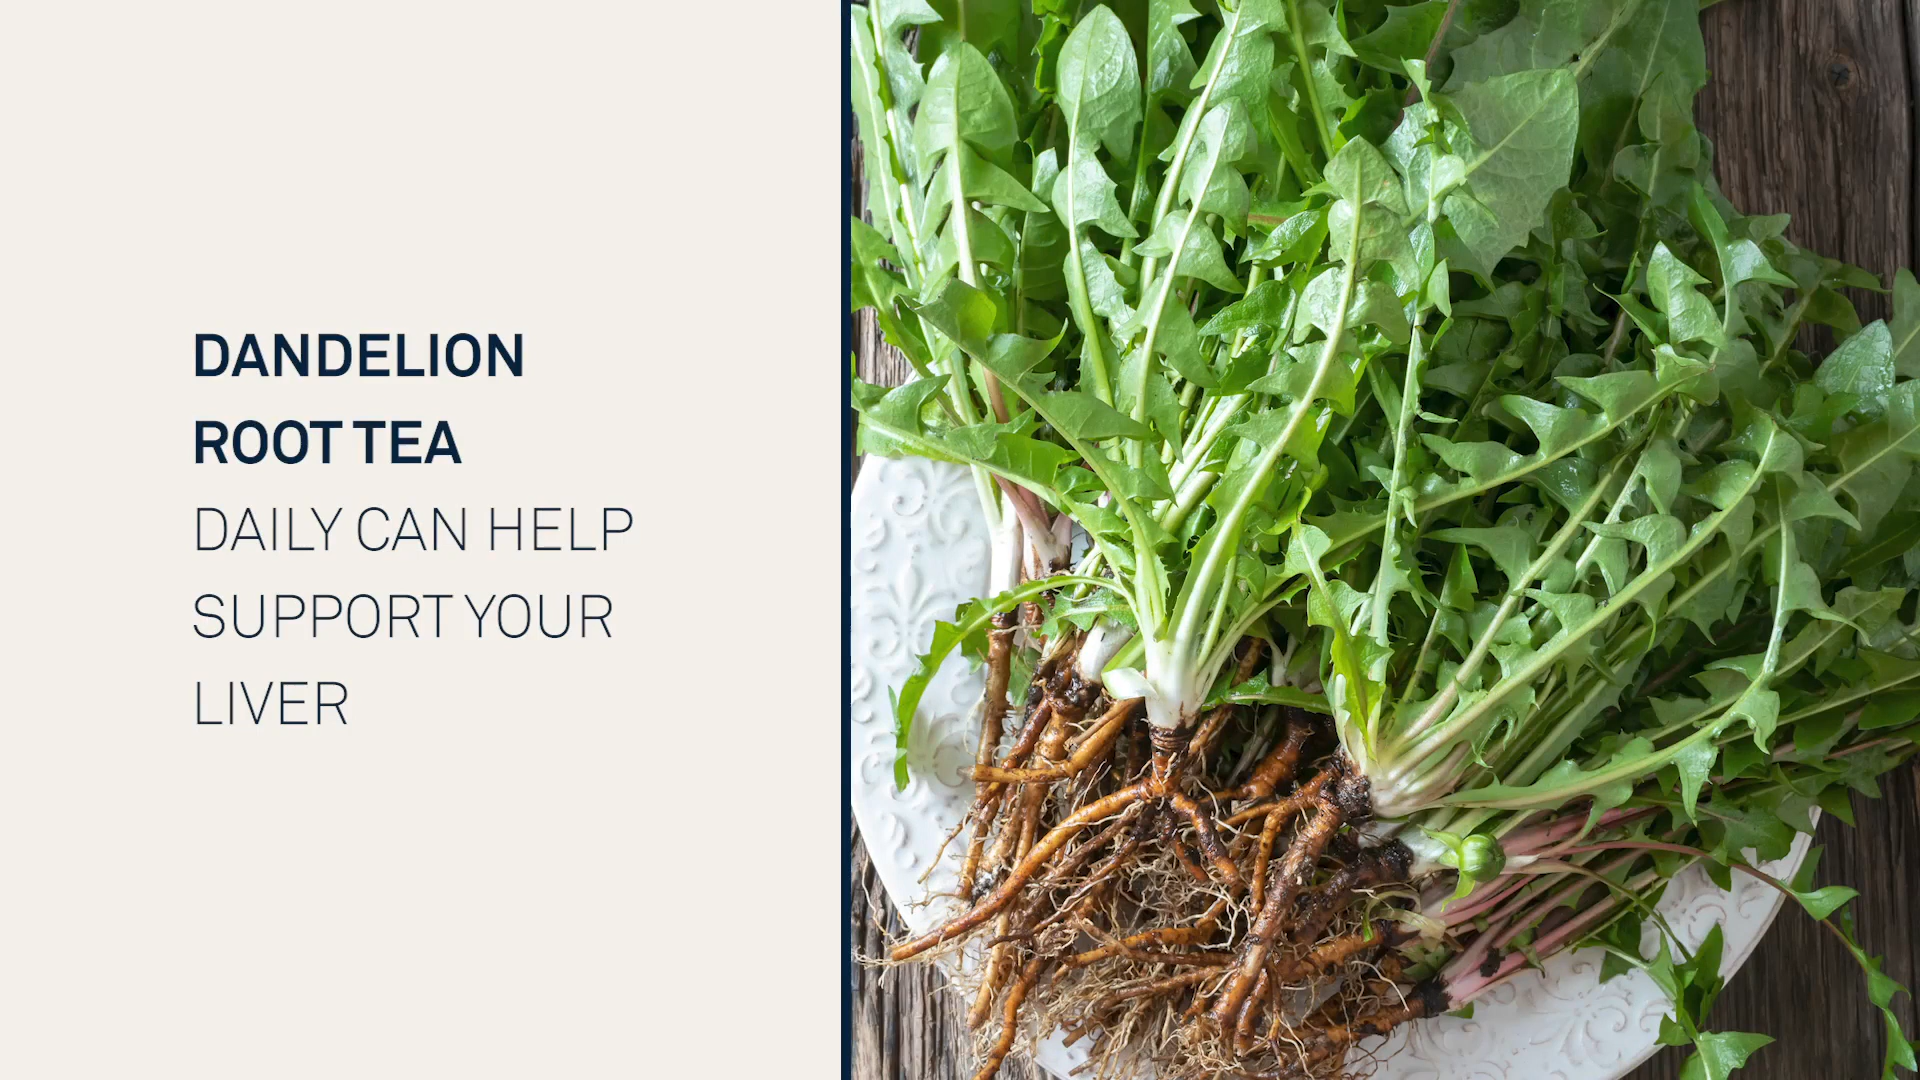 DANDELION
ROOT TEA
DAILY CAN HELP
SUPPORT YOUR
LIVER